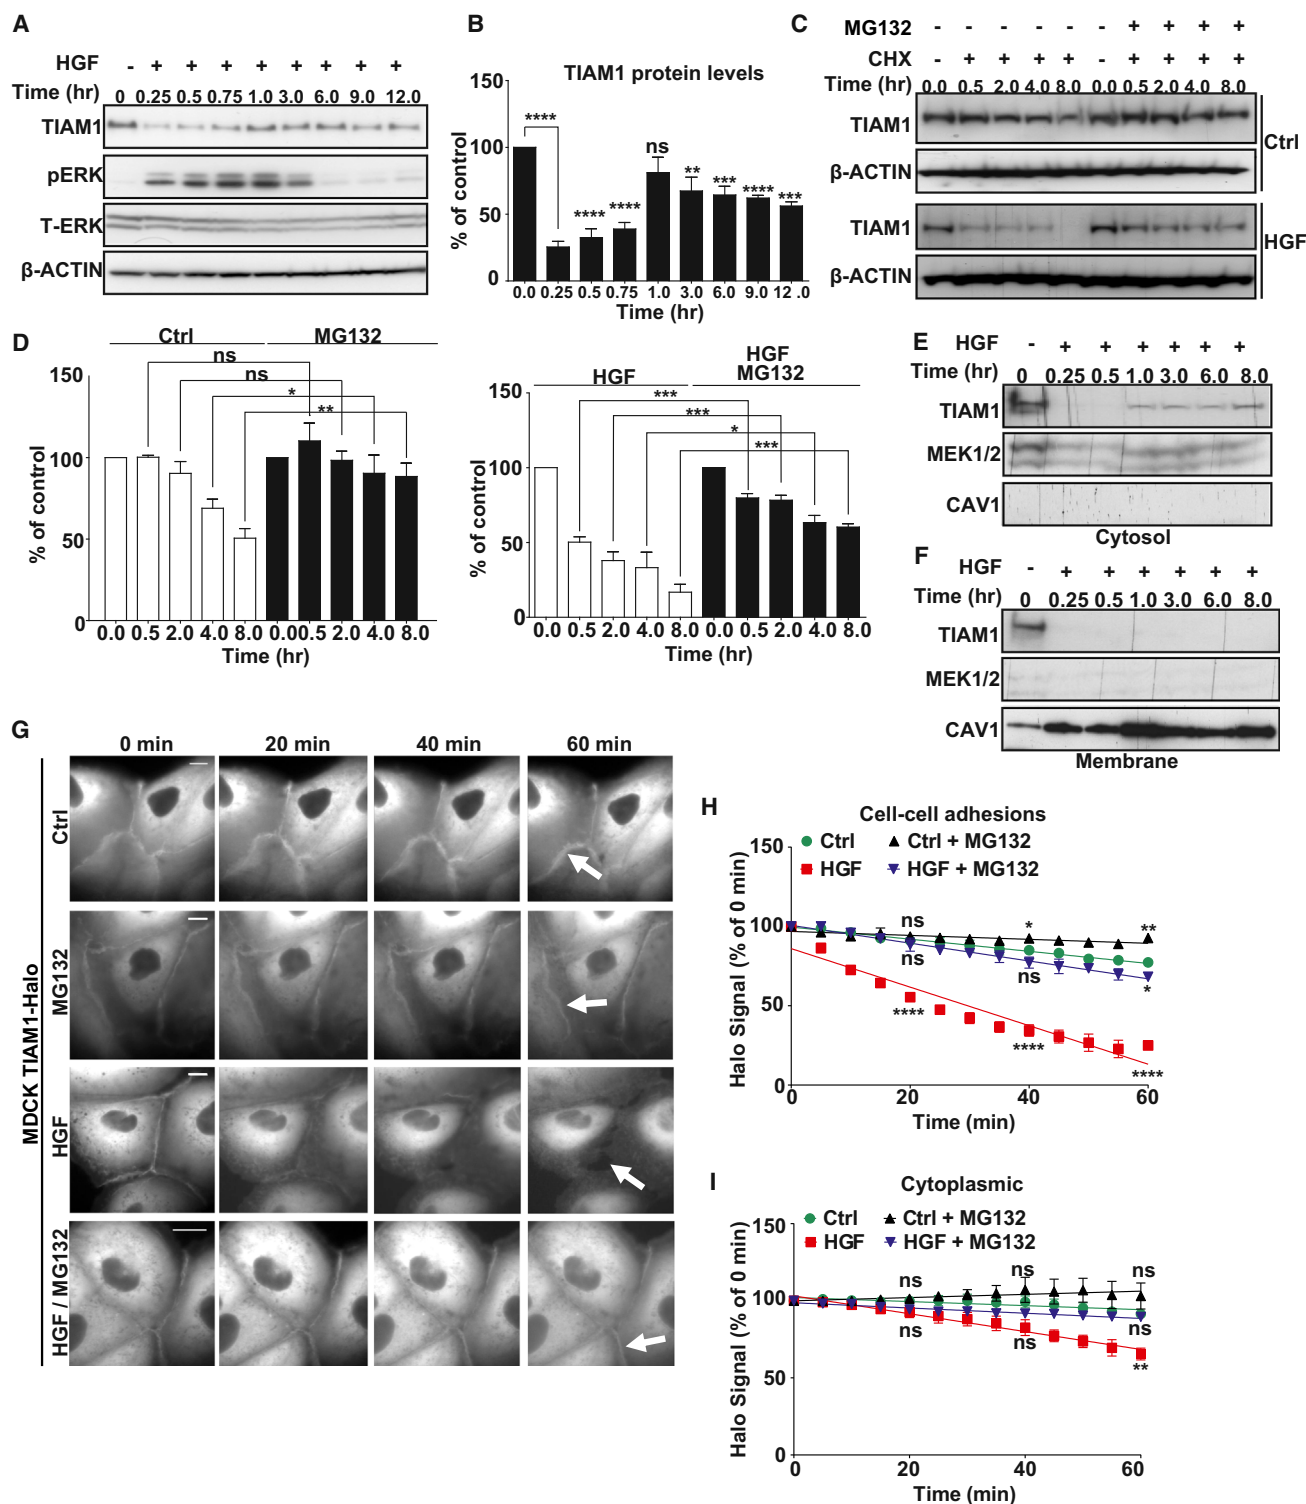 A
HGF - + + + + + + + +
Time (hr) 0 0.25 0.5 0.75 1.0 3.0 6.0 9.0 12.0
TIAM1
pERK
T-ERK
β-ACTIN
B
TIAM1 protein levels
% of control
150
100
50
0
****
****
****
ns
**
***
****
***
0.0 0.25 0.5 0.75 1.0 3.0 6.0 9.0 12.0
Time (hr)
C
MG132 - - - - - - + + + +
CHX - + + + + - + + + +
Time (hr) 0.0 0.5 2.0 4.0 8.0 0.0 0.5 2.0 4.0 8.0
TIAM1
β-ACTIN
Ctrl
TIAM1
β-ACTIN
HGF
D
Ctrl MG132
ns
ns
*
**
% of control
150
100
50
0
0.0 0.5 2.0 4.0 8.0 0.0 0.5 2.0 4.0 8.0
Time (hr)
HGF
HGF
MG132
***
***
*
***
% of control
150
100
50
0
0.0 0.5 2.0 4.0 8.0 0.0 0.5 2.0 4.0 8.0
Time (hr)
E
HGF - + + + + + +
Time (hr) 0 0.25 0.5 1.0 3.0 6.0 8.0
TIAM1
MEK1/2
CAV1
Cytosol
F
HGF - + + + + + +
Time (hr) 0 0.25 0.5 1.0 3.0 6.0 8.0
TIAM1
MEK1/2
CAV1
Membrane
G
0 min 20 min 40 min 60 min
MDCK TIAM1-Halo
Ctrl
MG132
HGF
HGF / MG132
H
Cell-cell adhesions
Ctrl Ctrl + MG132
HGF HGF + MG132
Halo Signal (% of 0 min)
150
100
50
0
ns * **
ns ns *
**** **** ****
0 20 40 60
Time (min)
I
Cytoplasmic
Ctrl Ctrl + MG132
HGF HGF + MG132
Halo Signal (% of 0 min)
150
100
50
0
ns ns ns
ns ns ns
**
0 20 40 60
Time (min)